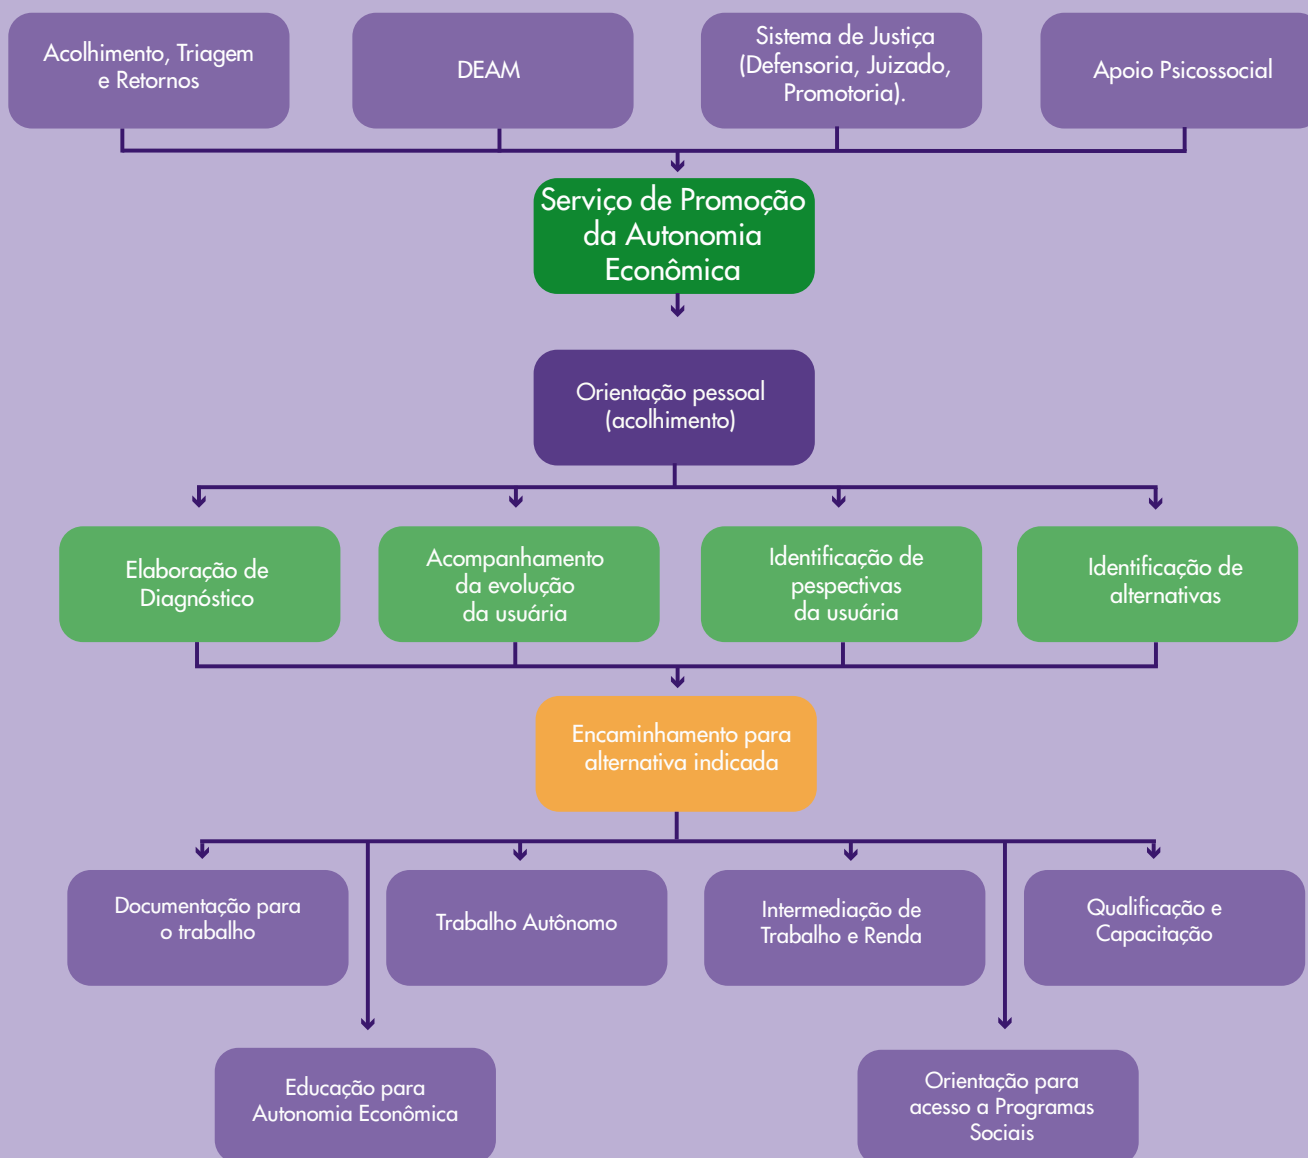 Acolhimento, Triagem
e Retornos
DEAM
Sistema de Justiça
(Defensoria, Juizado,
Promotoria).
Apoio Psicossocial
Serviço de Promoção
da Autonomia
Econômica
Orientação pessoal
(acolhimento)
Elaboração de
Diagnóstico
Acompanhamento
da evolução
da usuária
Identificação de
pespectivas
da usuária
Identificação de
alternativas
Encaminhamento para
alternativa indicada
Documentação para
o trabalho
Trabalho Autônomo
Intermediação de
Trabalho e Renda
Qualificação e
Capacitação
Educação para
Autonomia Econômica
Orientação para
acesso a Programas
Sociais